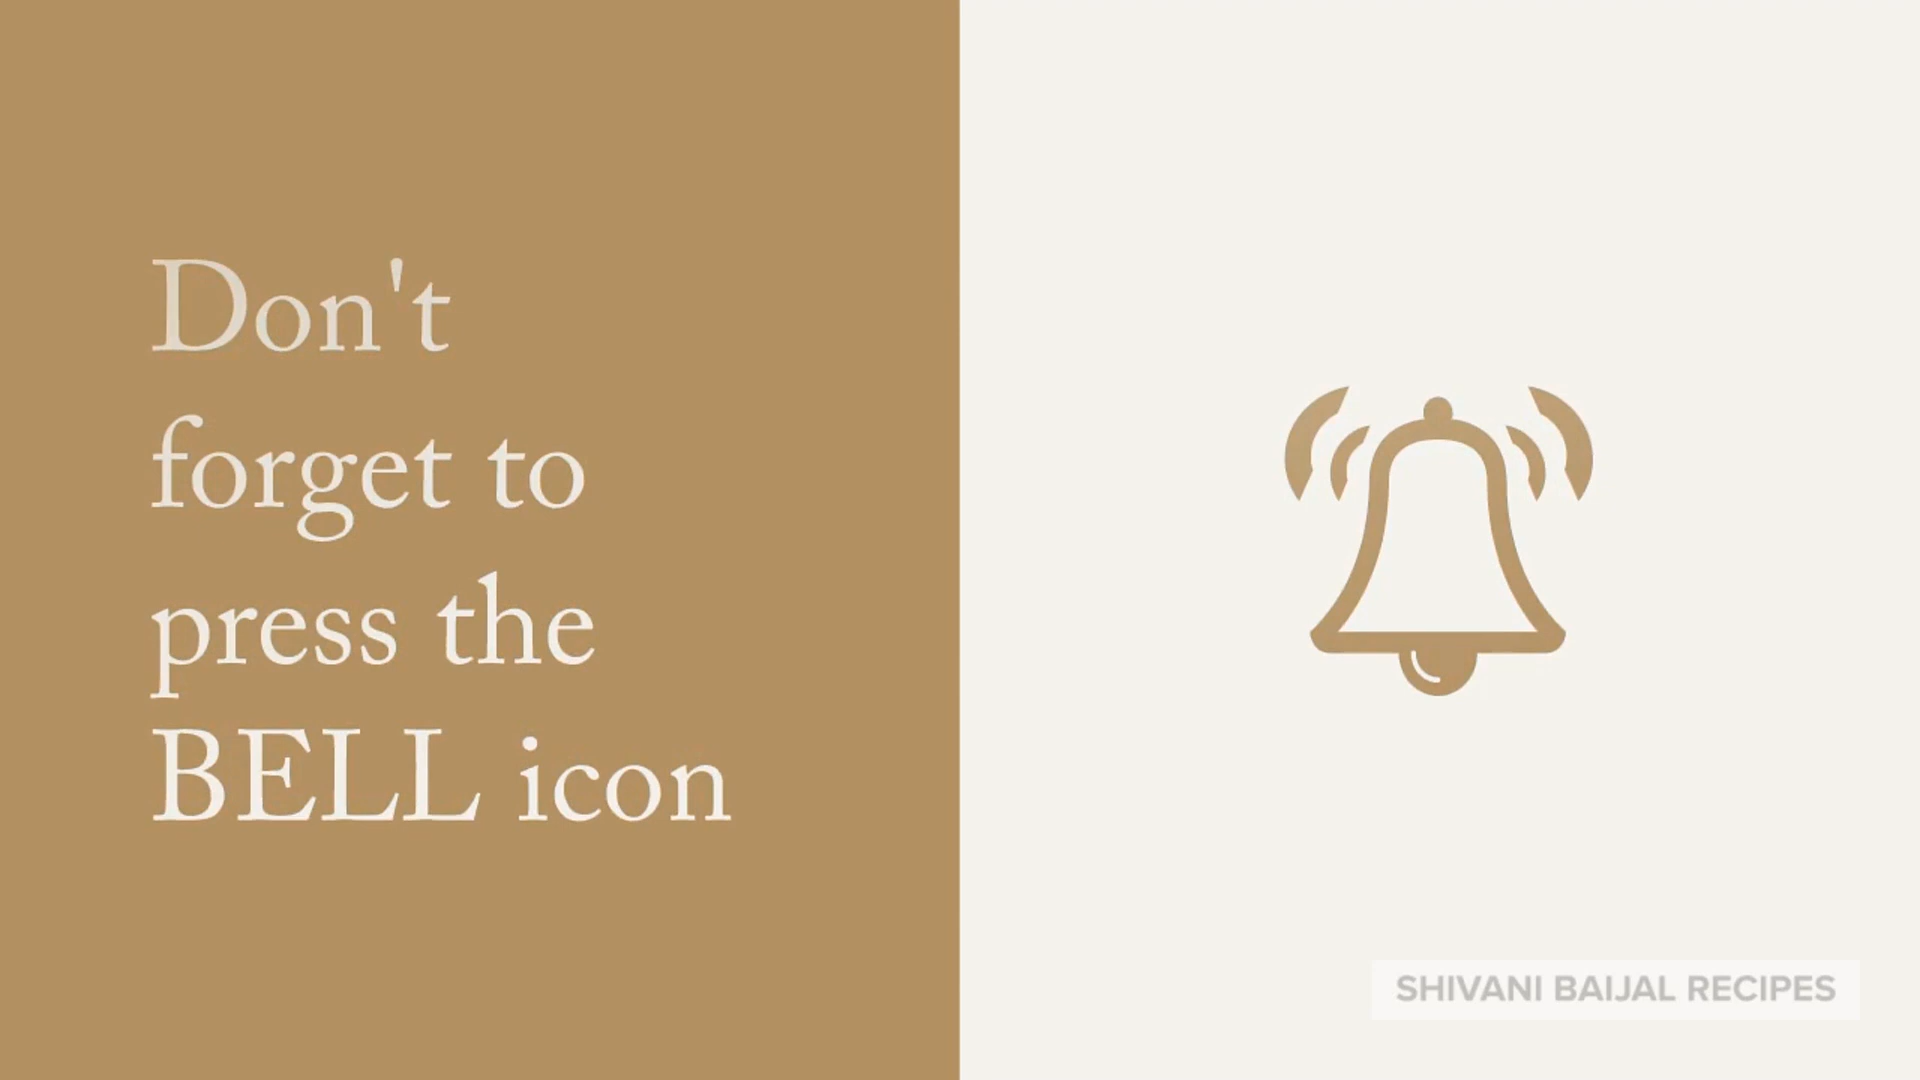 Don't
forget to
press the
BELL icon
SHIVANI BAIJAL RECIPES